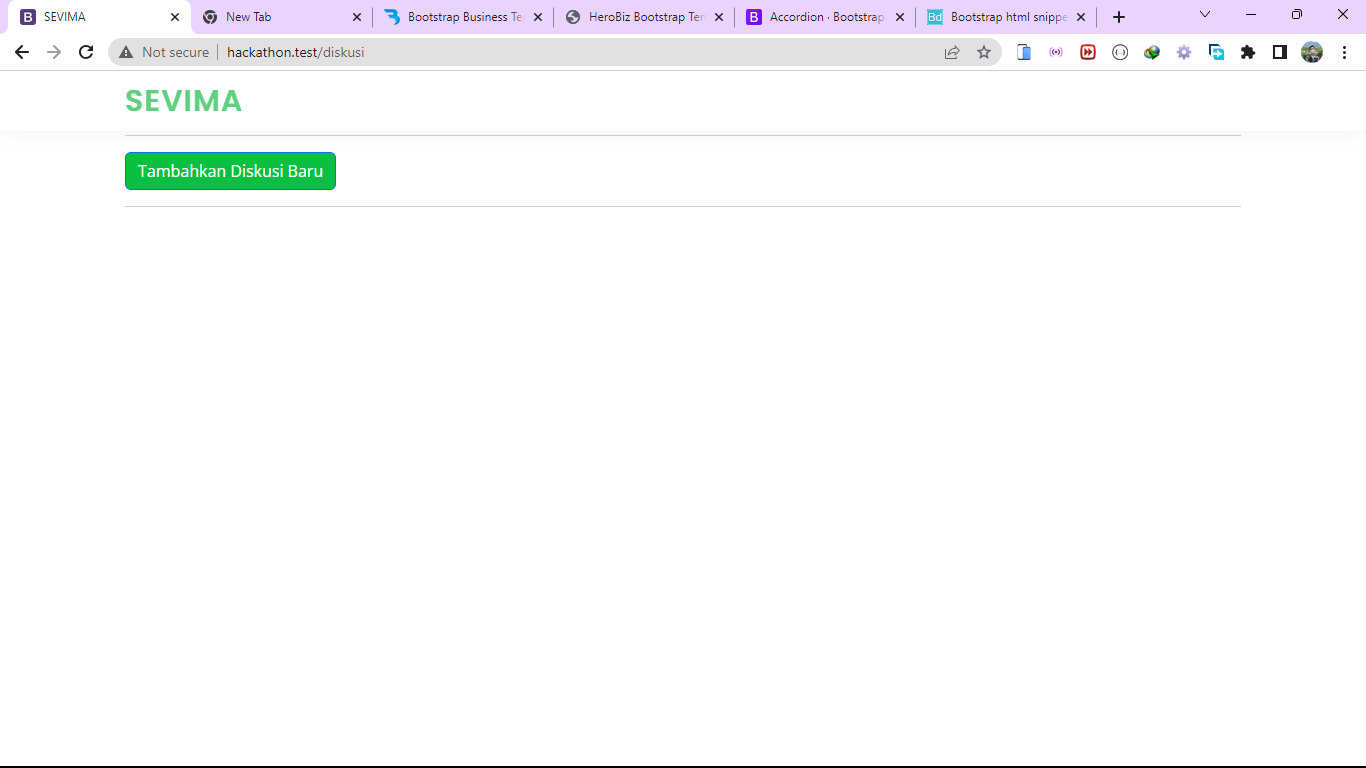 SEVIMA
New Tab
Bootstrap Business Te
HeroBiz Bootstrap Tem
Accordion · Bootstrap
Bd
Bootstrap html snippe
Not secure
hackathon.test/diskusi
SEVIMA
Tambahkan Diskusi Baru